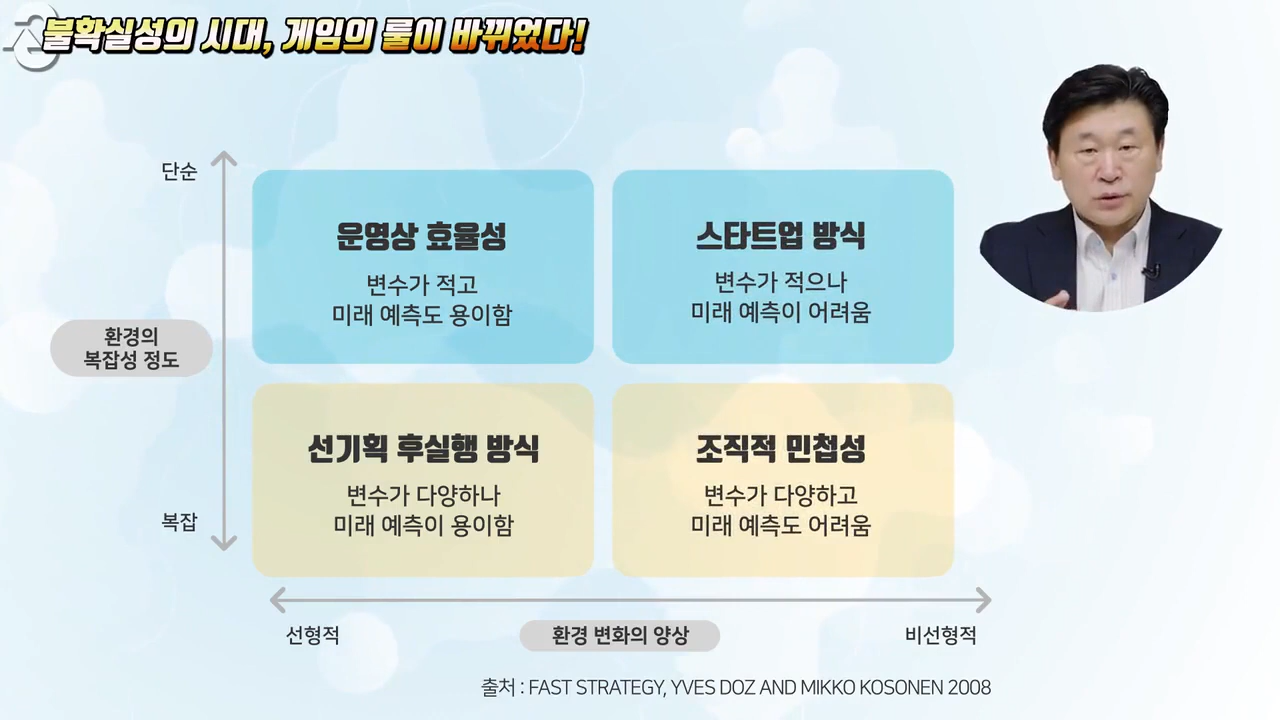 불확실성의 시대, 게임의 룰이 바뀌었다!
단순
운영상 효율성
변수가 적고
미래 예측도 용이함
스타트업 방식
변수가 적으나
미래 예측이 어려움
환경의
복잡성 정도
선기획 후실행 방식
변수가 다양하나
미래 예측이 용이함
조직적 민첩성
변수가 다양하고
미래 예측도 어려움
복잡
선형적
환경 변화의 양상
비선형적
출처 : FAST STRATEGY, YVES DOZ AND MIKKO KOSONEN 2008